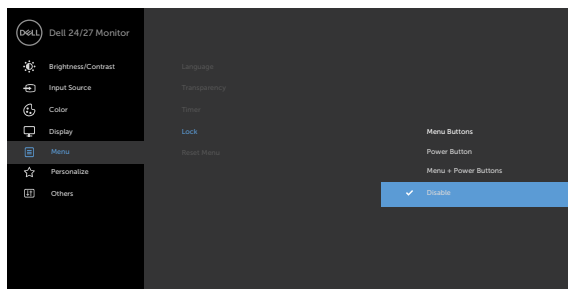 DELL
Dell 24/27 Monitor
Brightness/Contrast
Input Source
Color
Display
Menu
Personalize
Others
Language
Transparency
Timer
Lock
Reset Menu
Menu Buttons
Power Button
Menu + Power Buttons
Disable